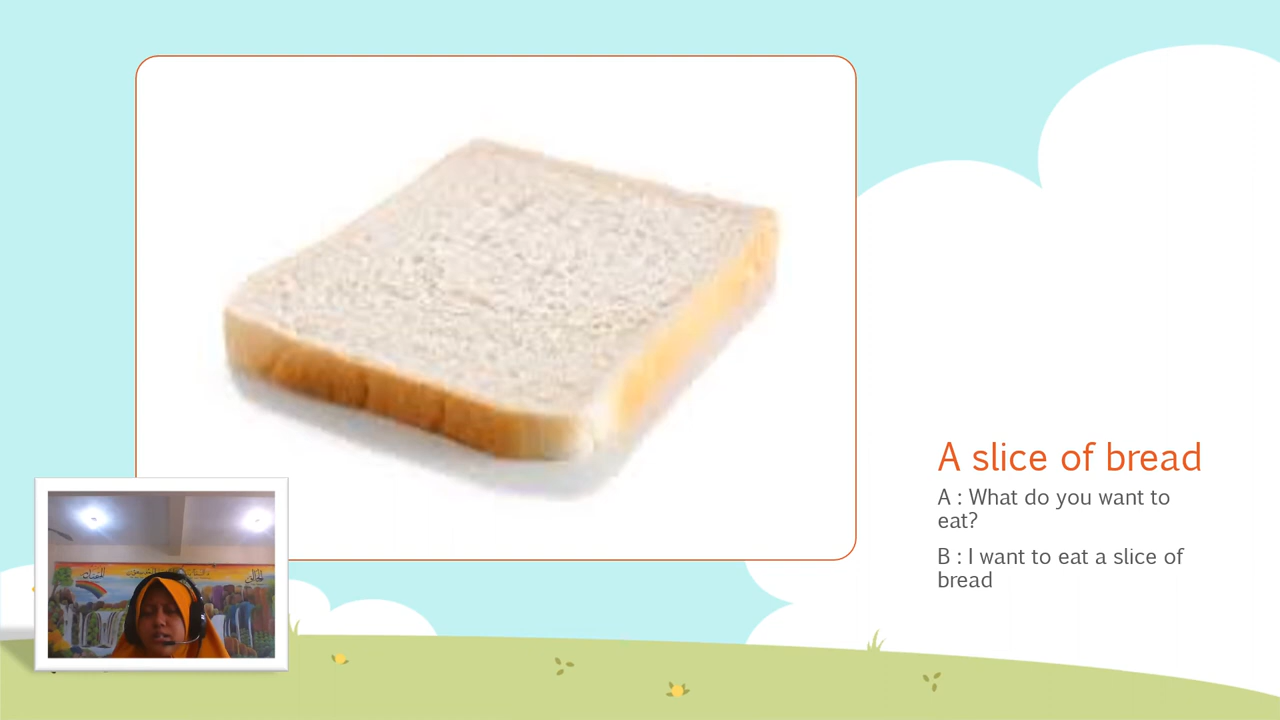 A slice of bread
A : What do you want to
eat?
B : I want to eat a slice of
bread